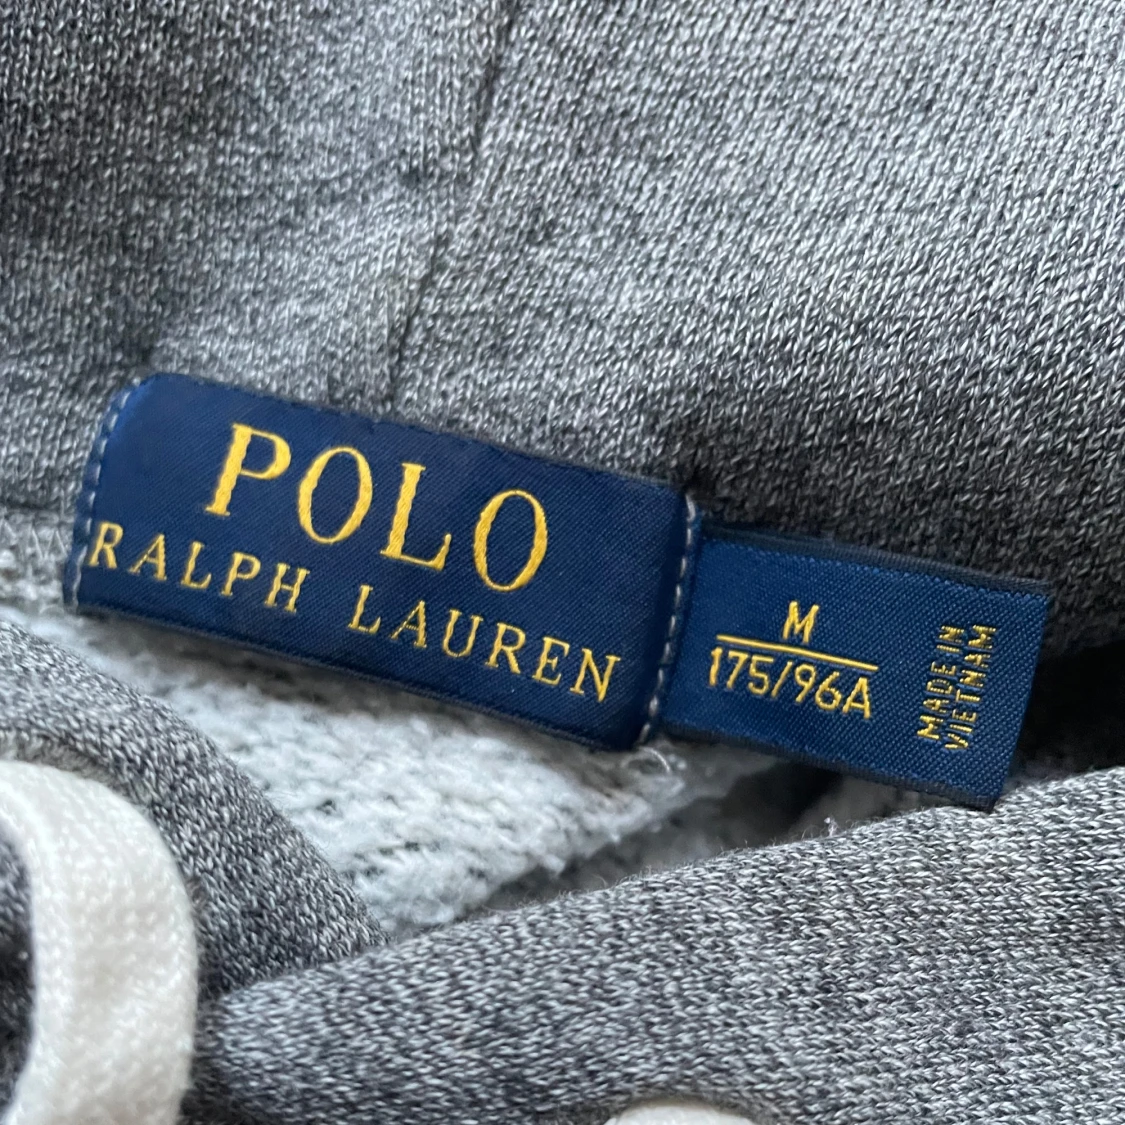 POLO
RALPH LAUREN
M
175/96A
MADE IN
VIETNAM